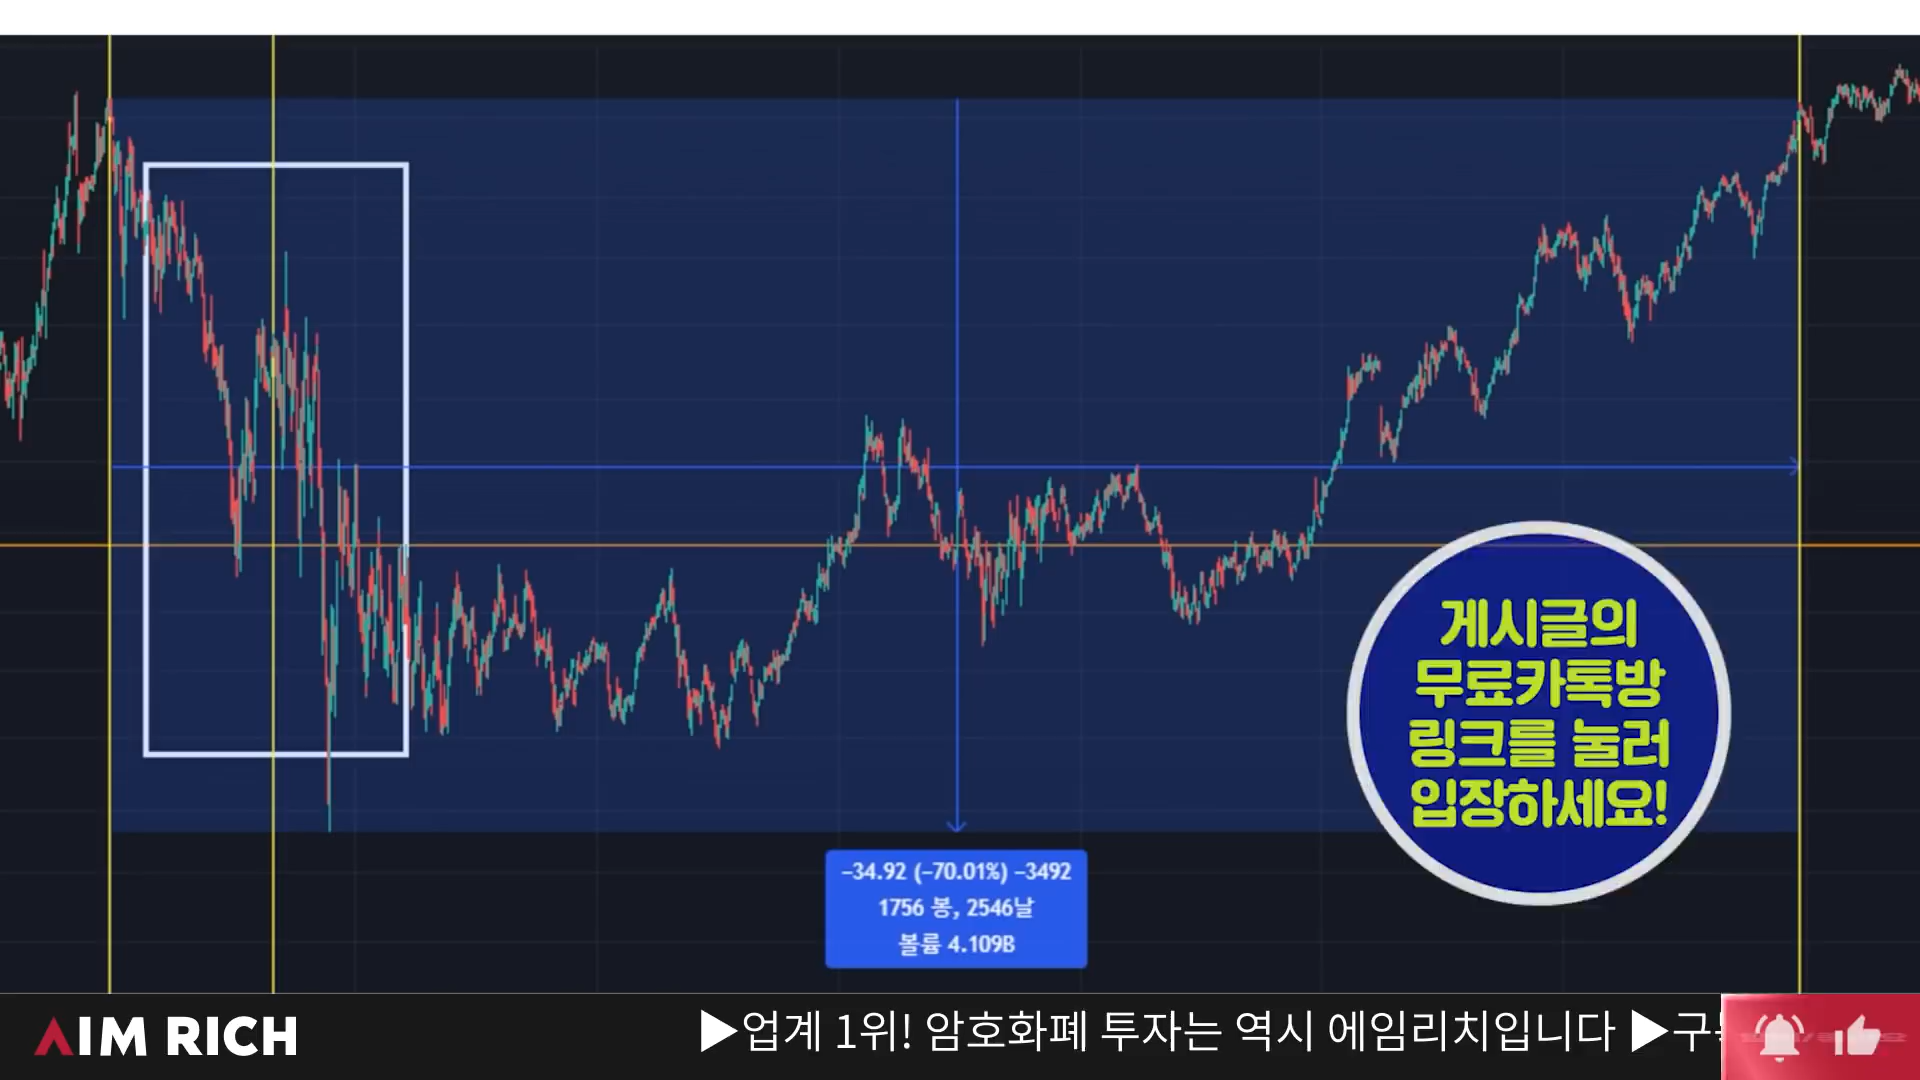 게시글의
무료카톡방
링크를 눌러
입장하세요!
−34.92 (−70.01%) −3492
1756 봉, 2546날
볼륨 4.109B
AIM RICH
▶업계 1위! 암호화폐 투자는 역시 에임리치입니다 ▶구